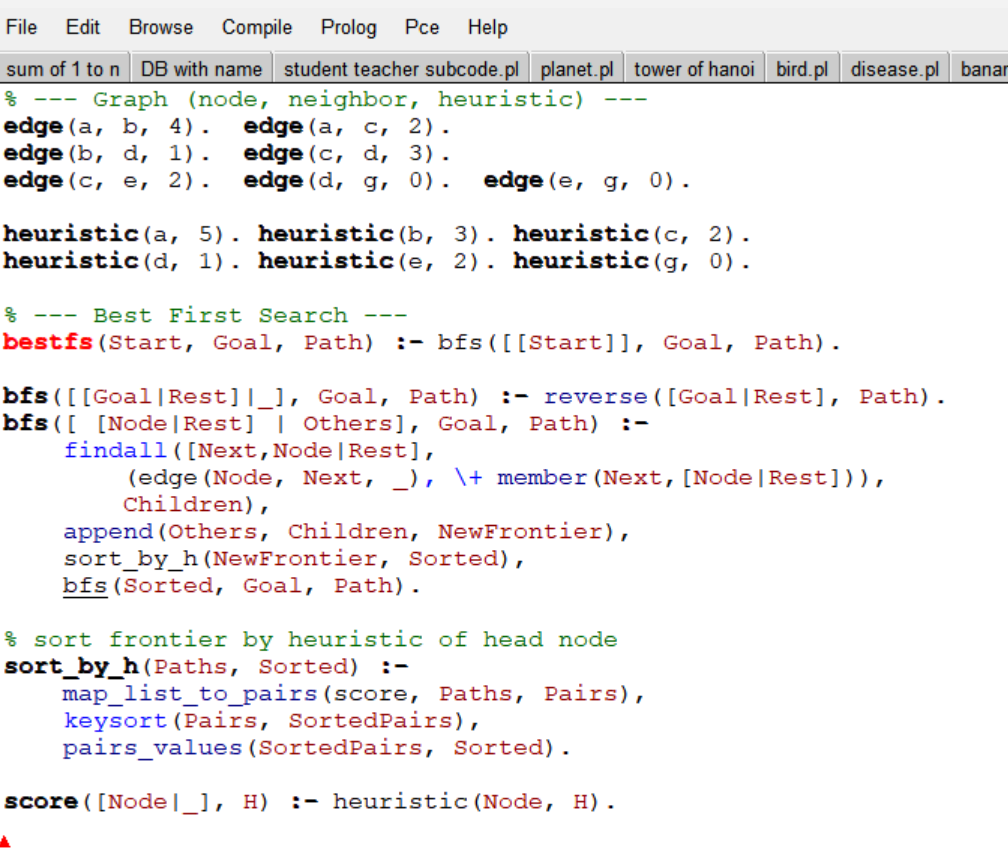 File Edit Browse Compile Prolog Pce Help
sum of 1 to n DB with name student teacher subcode.pl planet.pl tower of hanoi bird.pl disease.pl banar
% --- Graph (node, neighbor, heuristic) ---
edge(a, b, 4).  edge(a, c, 2).
edge(b, d, 1).  edge(c, d, 3).
edge(c, e, 2).  edge(d, g, 0).  edge(e, g, 0).

heuristic(a, 5). heuristic(b, 3). heuristic(c, 2).
heuristic(d, 1). heuristic(e, 2). heuristic(g, 0).

% --- Best First Search ---
bestfs(Start, Goal, Path) :- bfs([[Start]], Goal, Path).

bfs([[Goal|Rest]|_], Goal, Path) :- reverse([Goal|Rest], Path).
bfs([ [Node|Rest] | Others], Goal, Path) :-
    findall([Next,Node|Rest],
        (edge(Node, Next, _), \+ member(Next,[Node|Rest])),
        Children),
    append(Others, Children, NewFrontier),
    sort_by_h(NewFrontier, Sorted),
    bfs(Sorted, Goal, Path).

% sort frontier by heuristic of head node
sort_by_h(Paths, Sorted) :-
    map_list_to_pairs(score, Paths, Pairs),
    keysort(Pairs, SortedPairs),
    pairs_values(SortedPairs, Sorted).

score([Node|_], H) :- heuristic(Node, H).